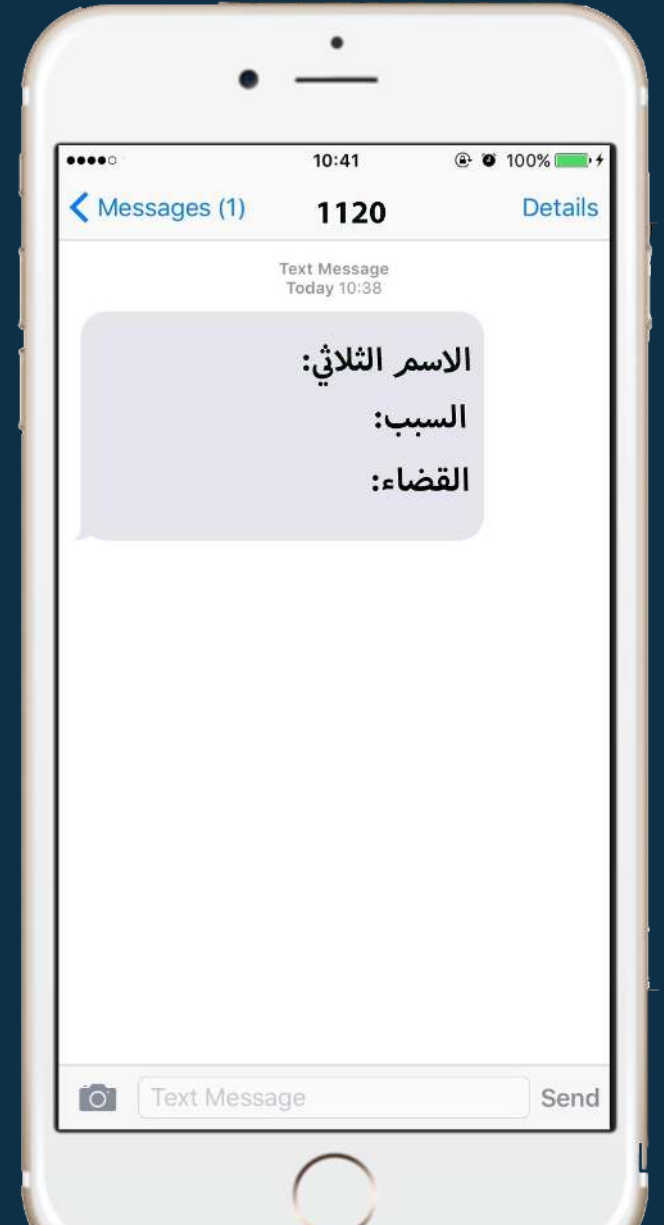 10:41 100%
Messages (1) 1120 Details
Text Message
Today 10:38
الاسم الثلاثي:
السبب:
القضاء:
Text Message Send